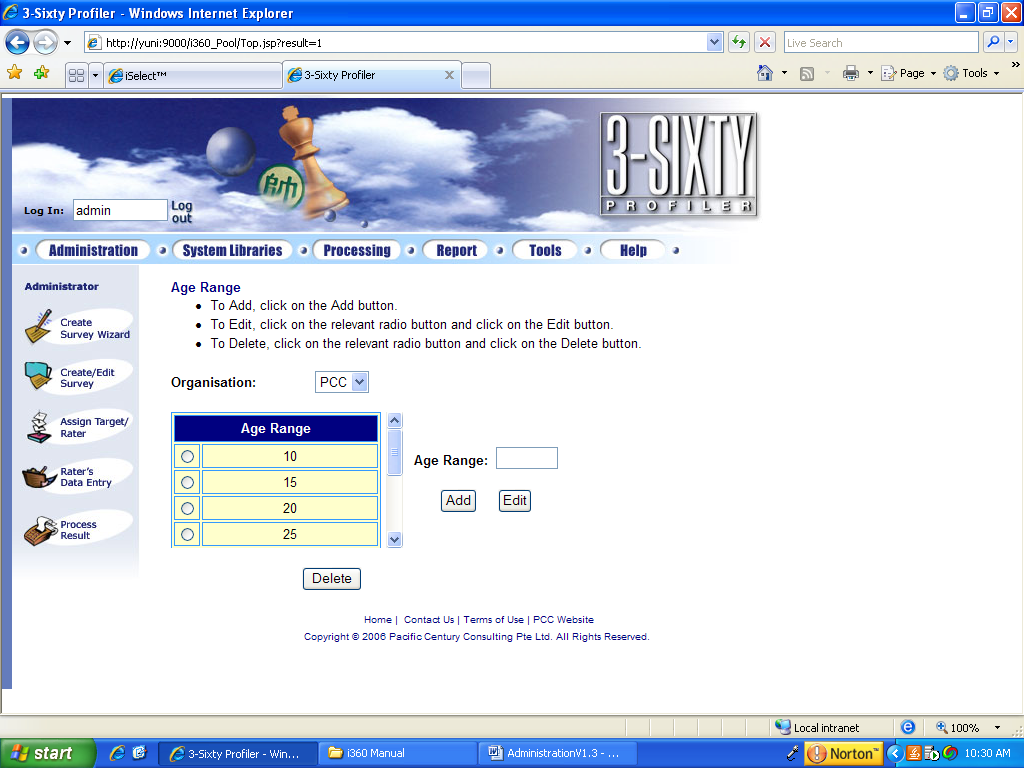 3-Sixty Profiler - Windows Internet Explorer
http://yuni:9000/i360_Pool/Top.jsp?result=1
Live Search
iSelect™
3-Sixty Profiler
Page
Tools
帥
3-SIXTY
PROFILER
Log In:
admin
Log out
Administration
System Libraries
Processing
Report
Tools
Help
Administrator
Create
Survey Wizard
Create/Edit
Survey
Assign Target/
Rater
Rater's
Data Entry
Process
Result
Age Range
• To Add, click on the Add button.
• To Edit, click on the relevant radio button and click on the Edit button.
• To Delete, click on the relevant radio button and click on the Delete button.
Organisation: PCC
Age Range
10
15
20
25
Age Range:
Add Edit
Delete
Home | Contact Us | Terms of Use | PCC Website
Copyright © 2006 Pacific Century Consulting Pte Ltd. All Rights Reserved.
Local intranet
100%
start
3-Sixty Profiler - Win...
i360 Manual
AdministrationV1.3 - ...
Norton™
10:30 AM